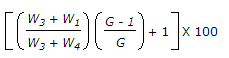 [ ( (W₃ + W₁) / (W₃ + W₄) ) ( (G - 1) / G ) + 1 ] X 100